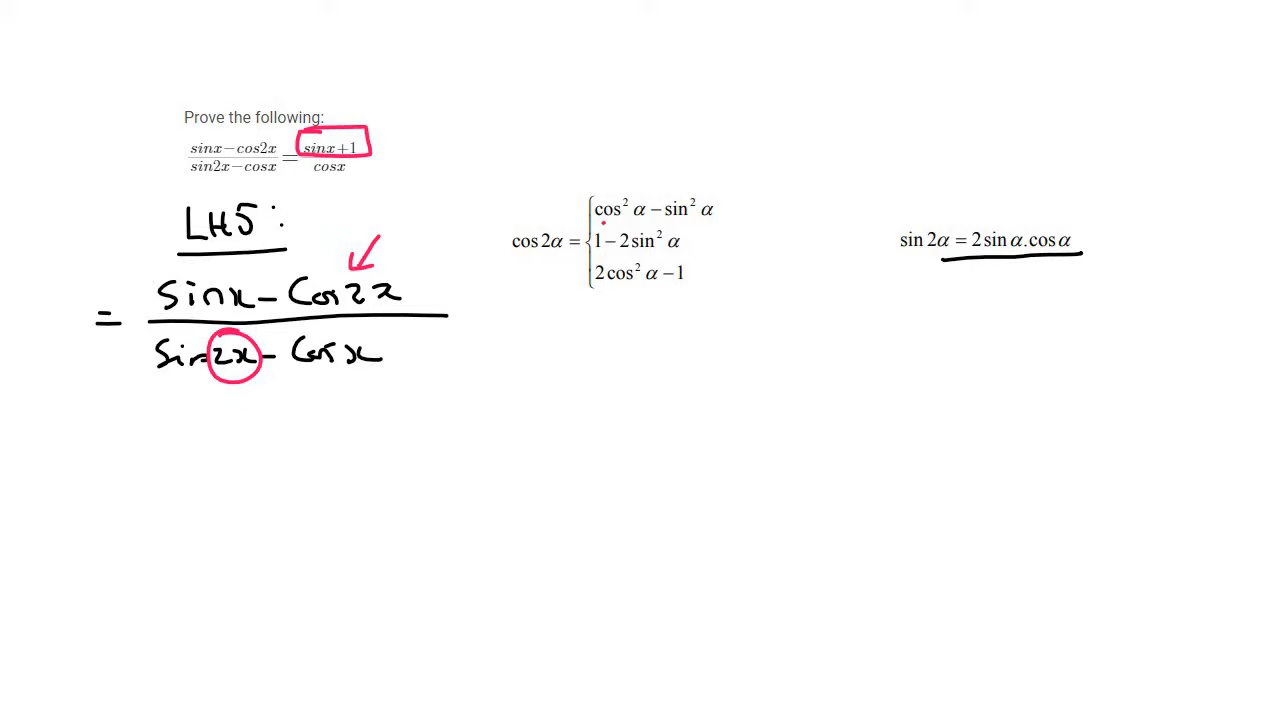 Prove the following:
sinx−cos2x / sin2x−cosx = sinx+1 / cosx
LHS:
= Sinx − Cos2x / Sin2x − Cosx
cos 2α = { cos² α − sin² α
1 − 2 sin² α
2 cos² α − 1
sin 2α = 2 sin α . cos α